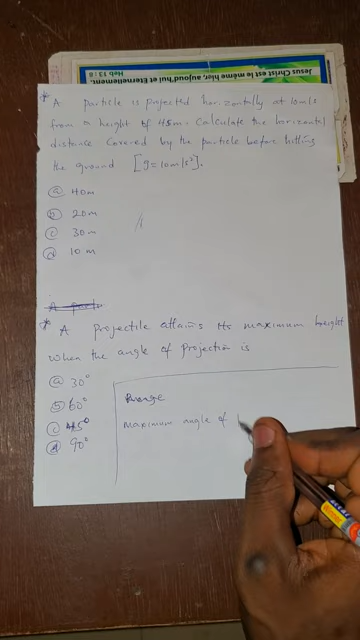 Jesus Christ est le même hier, aujourd'hui et Eternellement.
Heb 13:8
* A particle is projected horizontally at 10m/s
from a height of 45m. Calculate the horizontal
distance covered by the particle before hitting
the ground [g=10m/s²].
(a) 40m
(b) 20m
(c) 30m
(d) 10m
* A projectile attains its maximum height
when the angle of projection is
(a) 30°
(b) 60°
(c) 45°
(d) 90°
Range
maximum angle of